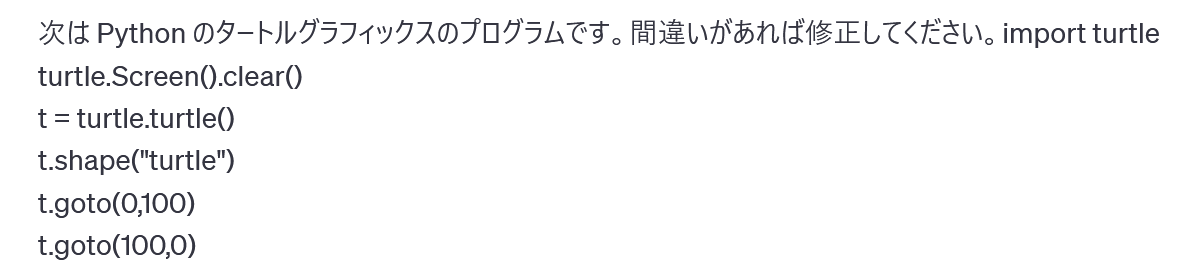 次は Python のタートルグラフィックスのプログラムです。間違いがあれば修正してください。import turtle
turtle.Screen().clear()
t = turtle.turtle()
t.shape("turtle")
t.goto(0,100)
t.goto(100,0)